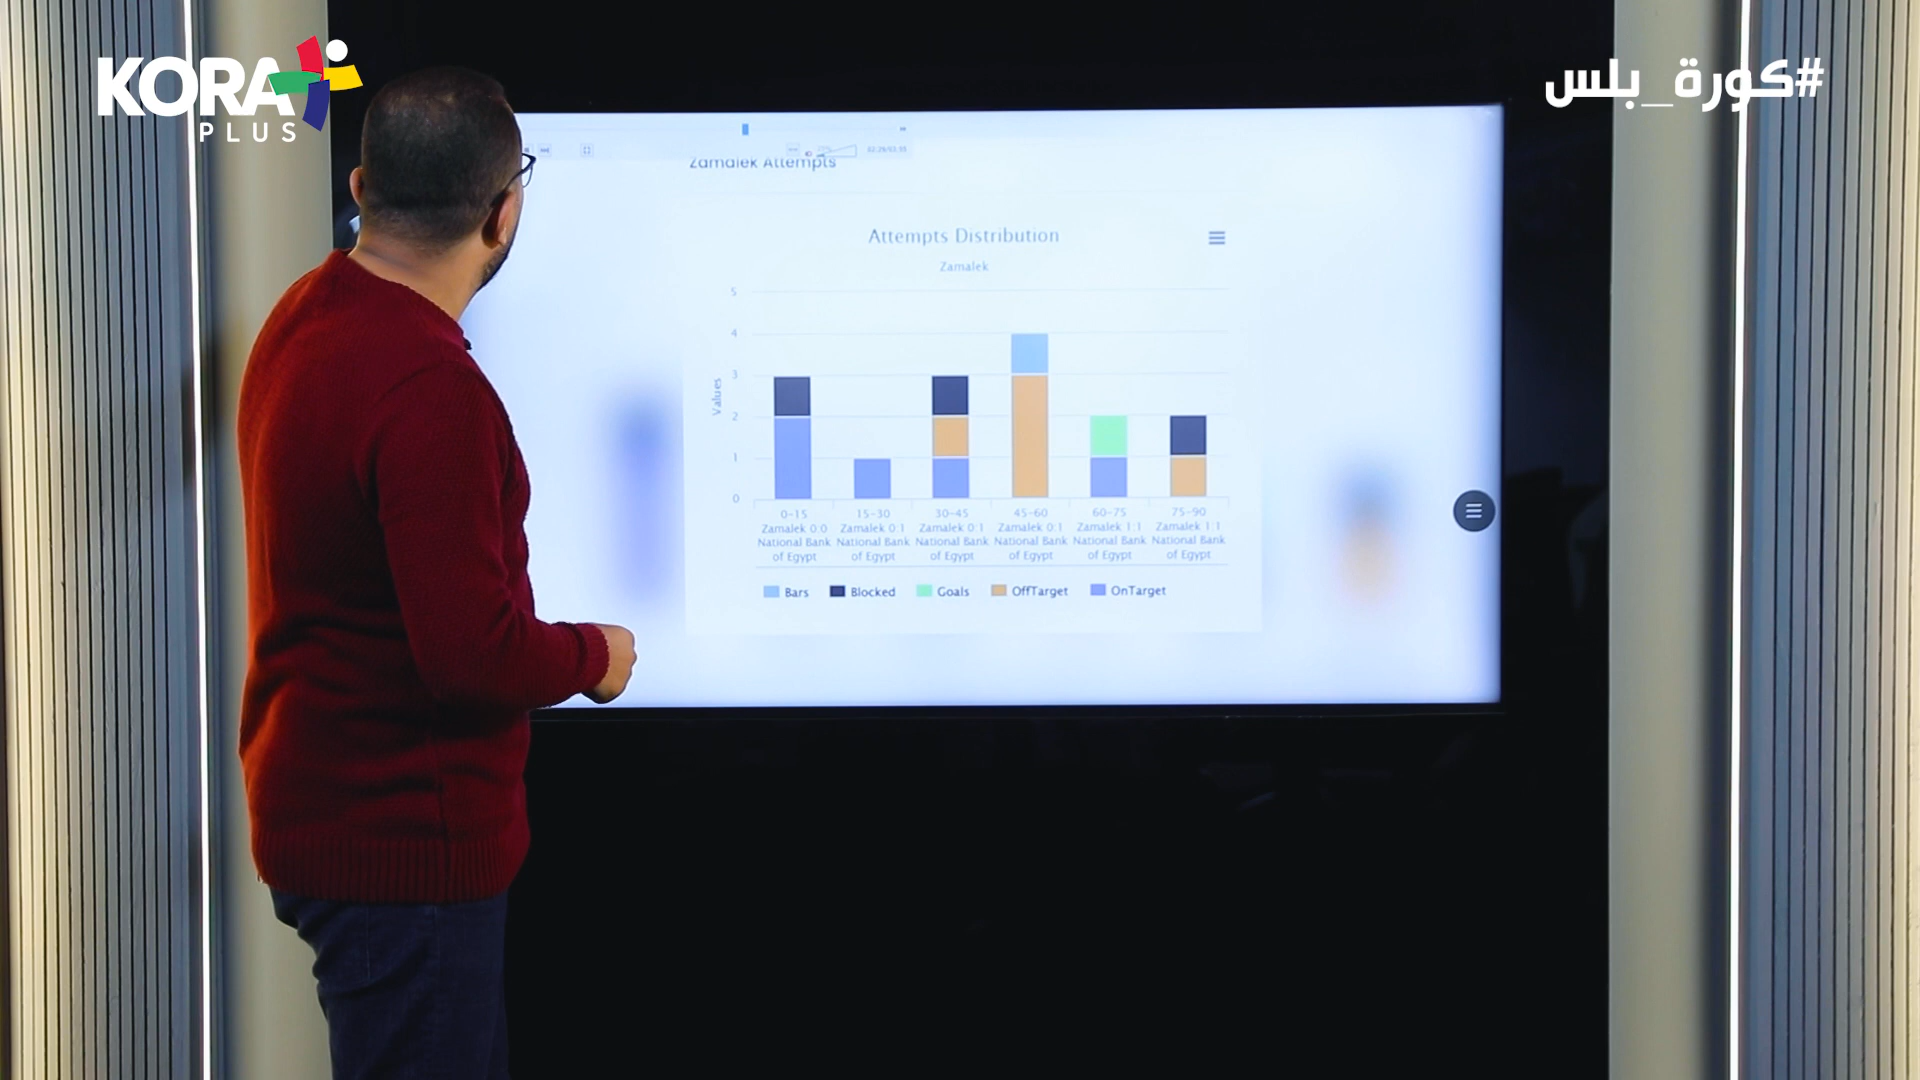 KORA
PLUS
#كورة_بلس
Zamalek Attempts
Attempts Distribution
Zamalek
Values
5
4
3
2
1
0
0-15 15-30 30-45 45-60 60-75 75-90
Zamalek 0:0 Zamalek 0:1 Zamalek 0:1 Zamalek 0:1 Zamalek 1:1 Zamalek 1:1
National Bank National Bank National Bank National Bank National Bank National Bank
of Egypt of Egypt of Egypt of Egypt of Egypt of Egypt
Bars Blocked Goals OffTarget OnTarget